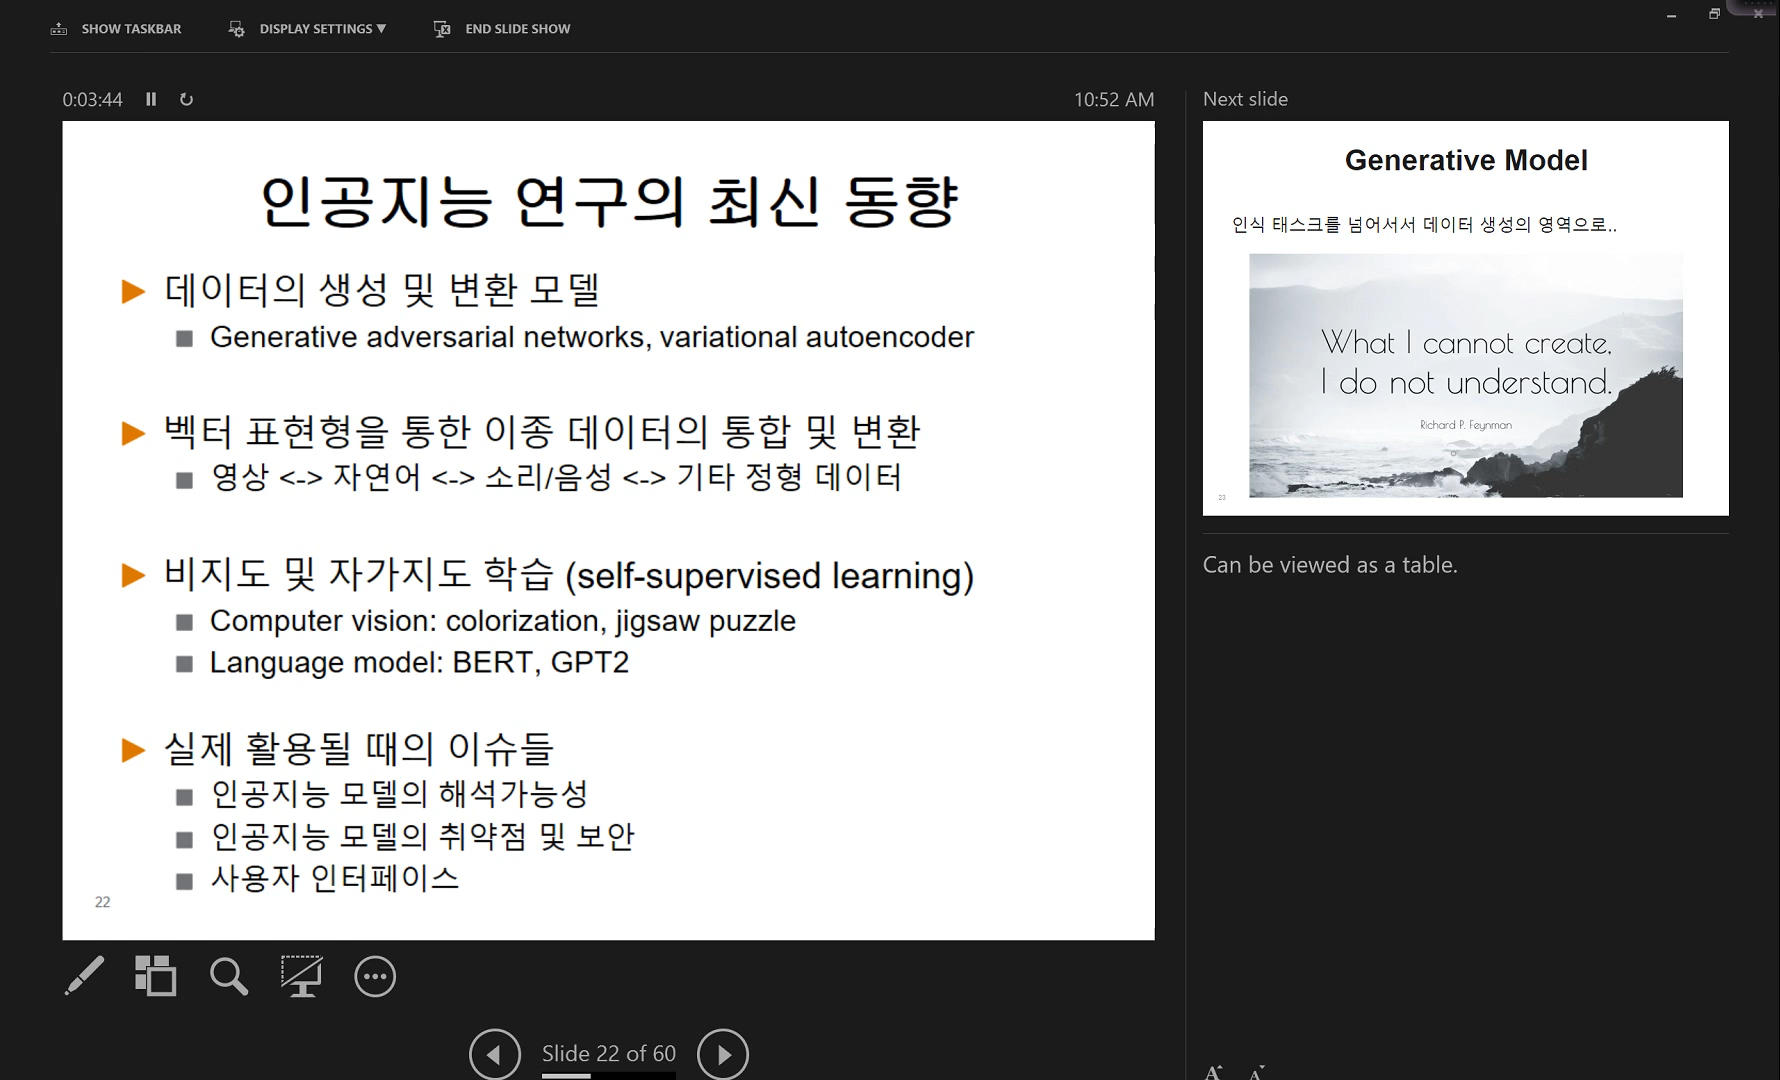 SHOW TASKBAR
DISPLAY SETTINGS ▼
END SLIDE SHOW
0:03:44
10:52 AM
인공지능 연구의 최신 동향
데이터의 생성 및 변환 모델
Generative adversarial networks, variational autoencoder
벡터 표현형을 통한 이종 데이터의 통합 및 변환
영상 <-> 자연어 <-> 소리/음성 <-> 기타 정형 데이터
비지도 및 자가지도 학습 (self-supervised learning)
Computer vision: colorization, jigsaw puzzle
Language model: BERT, GPT2
실제 활용될 때의 이슈들
인공지능 모델의 해석가능성
인공지능 모델의 취약점 및 보안
사용자 인터페이스
22
Slide 22 of 60
Next slide
Generative Model
인식 태스크를 넘어서서 데이터 생성의 영역으로..
What I cannot create,
I do not understand.
Richard P. Feynman
23
Can be viewed as a table.
A A